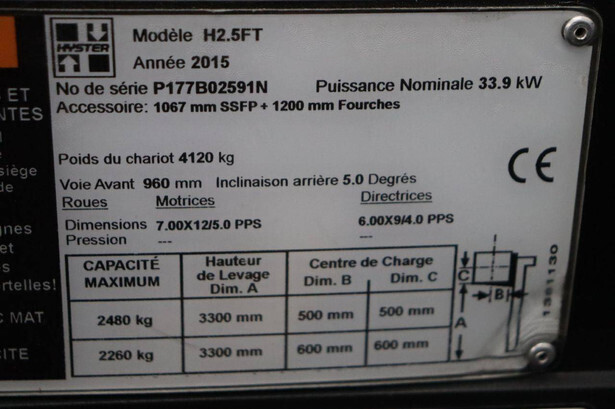 HYSTER
Modèle H2.5FT
Année 2015
No de série P177B02591N Puissance Nominale 33.9 kW
Accessoire: 1067 mm SSFP + 1200 mm Fourches
Poids du chariot 4120 kg
Voie Avant 960 mm Inclinaison arrière 5.0 Degrés
Roues Motrices Directrices
Dimensions 7.00X12/5.0 PPS 6.00X9/4.0 PPS
Pression --- ---
CE
CAPACITÉ MAXIMUM Hauteur de Levage Dim. A Centre de Charge Dim. B Dim. C
2480 kg 3300 mm 500 mm 500 mm
2260 kg 3300 mm 600 mm 600 mm
C
B
A
1381130
ET
NTES
e
siège
de
gnes
et
s
rtelles!
C MAT.
CITE